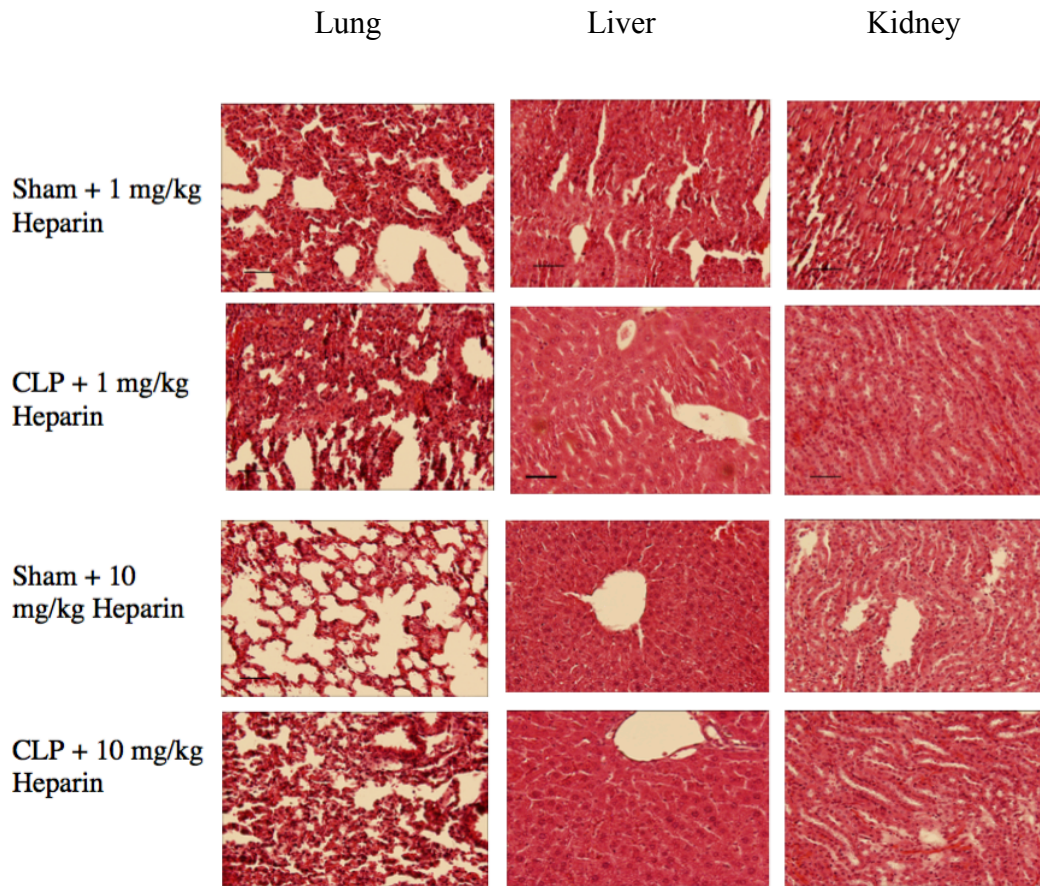 Lung Liver Kidney
Sham + 1 mg/kg
Heparin
CLP + 1 mg/kg
Heparin
Sham + 10
mg/kg Heparin
CLP + 10 mg/kg
Heparin